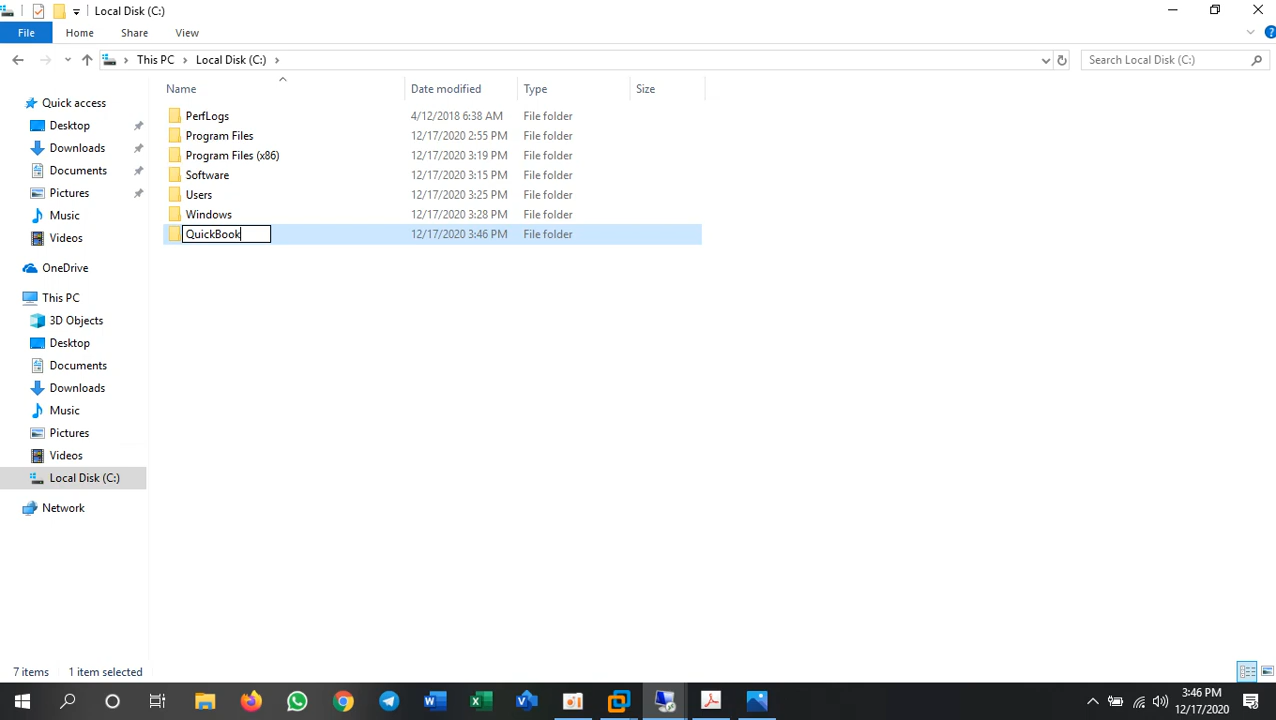 Local Disk (C:)
File Home Share View
This PC Local Disk (C:) Search Local Disk (C:)
Name Date modified Type Size
Quick access
Desktop
Downloads
Documents
Pictures
Music
Videos
OneDrive
This PC
3D Objects
Desktop
Documents
Downloads
Music
Pictures
Videos
Local Disk (C:)
Network
PerfLogs 4/12/2018 6:38 AM File folder
Program Files 12/17/2020 2:55 PM File folder
Program Files (x86) 12/17/2020 3:19 PM File folder
Software 12/17/2020 3:15 PM File folder
Users 12/17/2020 3:25 PM File folder
Windows 12/17/2020 3:28 PM File folder
QuickBook 12/17/2020 3:46 PM File folder
7 items 1 item selected
3:46 PM
12/17/2020